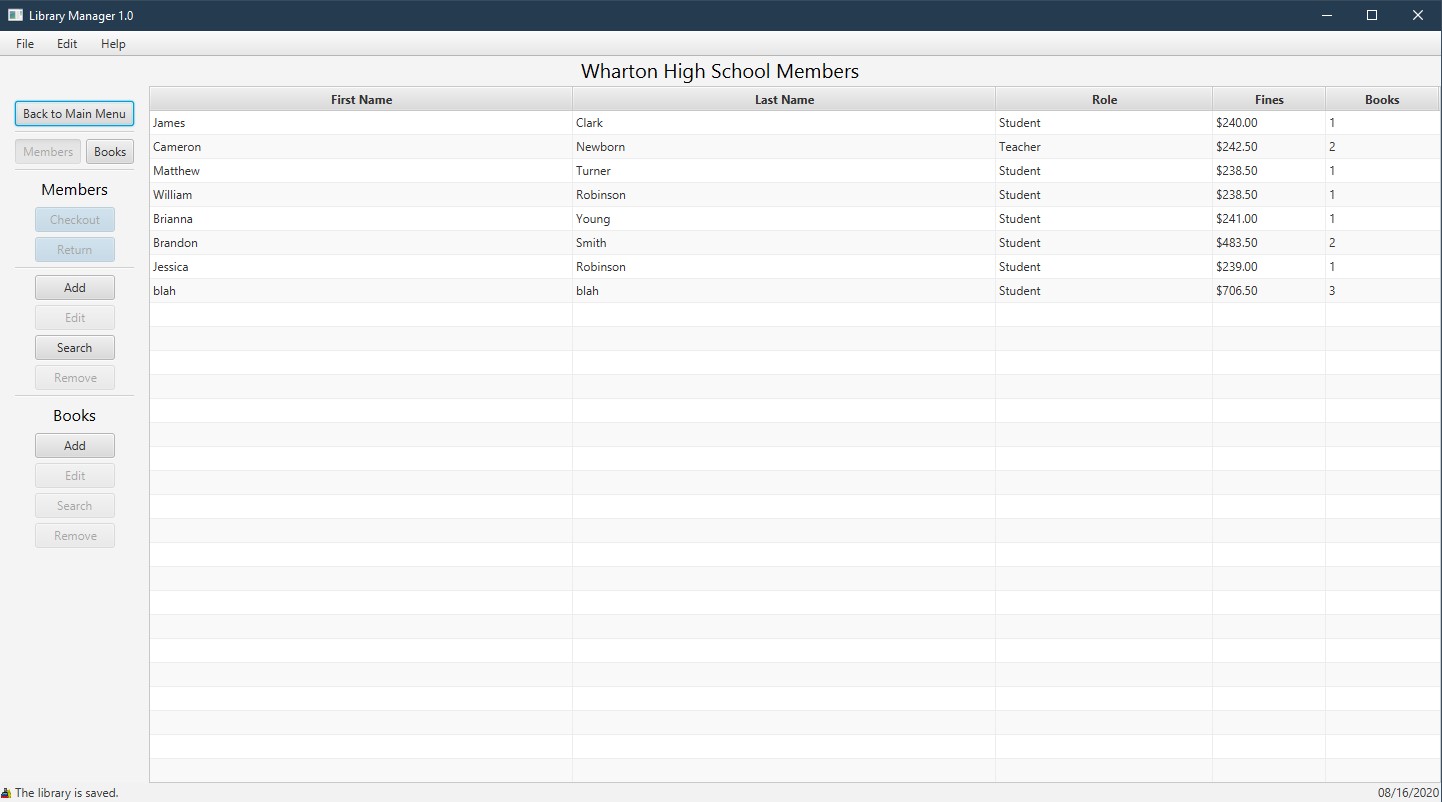 Library Manager 1.0
File Edit Help
Wharton High School Members
Back to Main Menu
Members Books
Members
Checkout
Return
Add
Edit
Search
Remove
Books
Add
Edit
Search
Remove
First Name Last Name Role Fines Books
James Clark Student $240.00 1
Cameron Newborn Teacher $242.50 2
Matthew Turner Student $238.50 1
William Robinson Student $238.50 1
Brianna Young Student $241.00 1
Brandon Smith Student $483.50 2
Jessica Robinson Student $239.00 1
blah blah Student $706.50 3
The library is saved. 08/16/2020